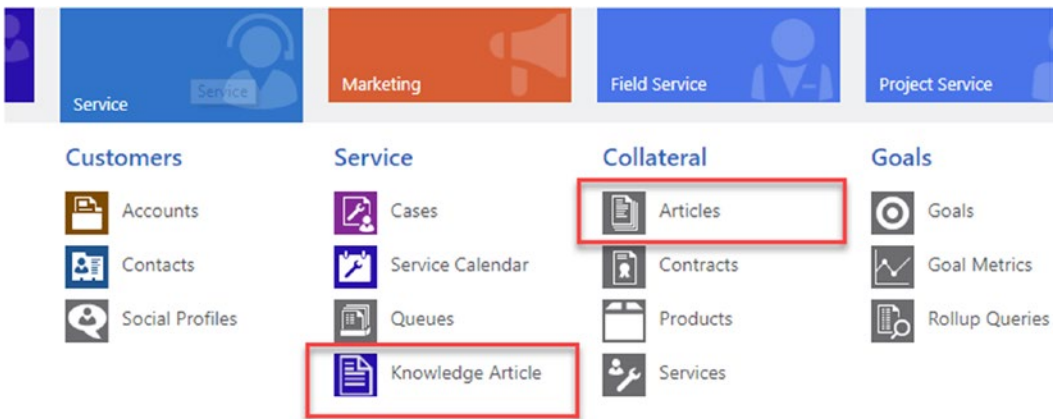 Service
Service
Marketing
Field Service
Project Service
Customers
Accounts
Contacts
Social Profiles
Service
Cases
Service Calendar
Queues
Knowledge Article
Collateral
Articles
Contracts
Products
Services
Goals
Goals
Goal Metrics
Rollup Queries